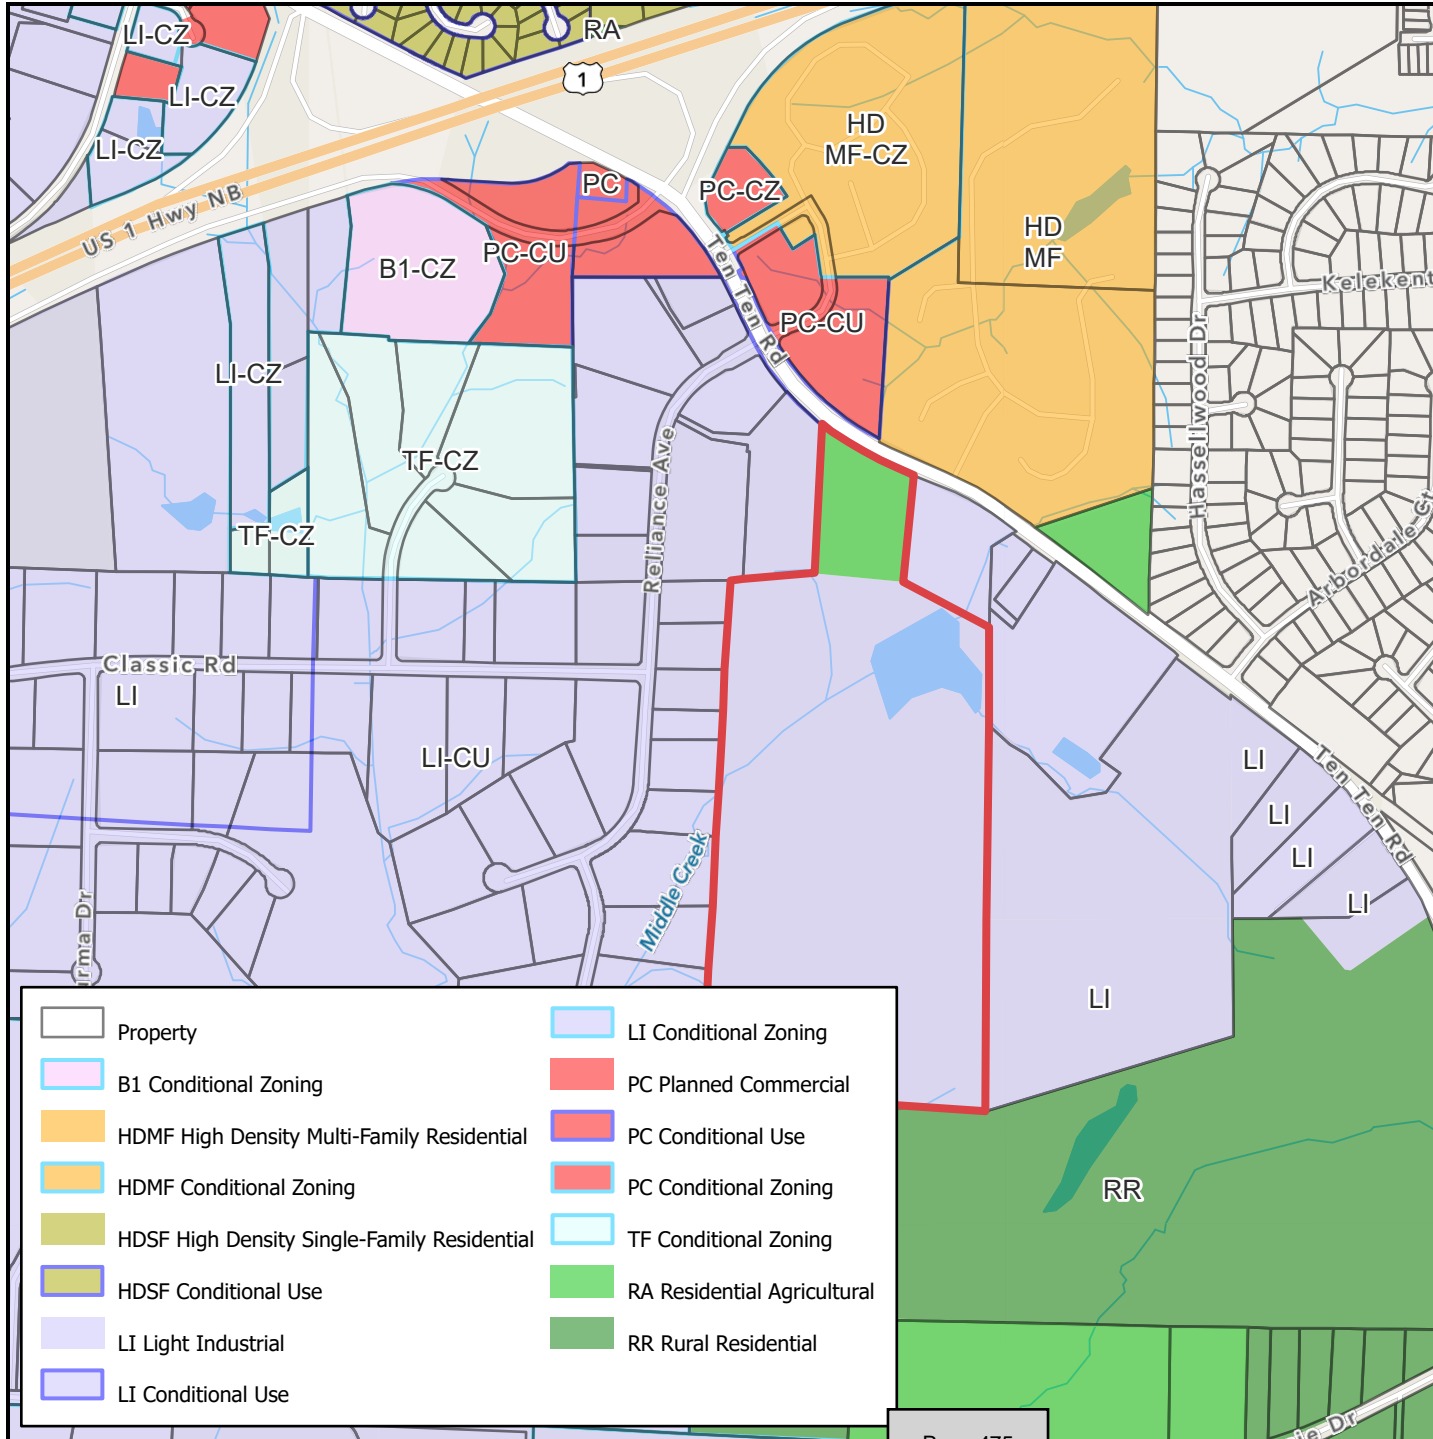 LI-CZ
RA
1
LI-CZ
HD
MF-CZ
LI-CZ
PC
PC-CZ
US 1 Hwy NB
HD
MF
B1-CZ
PC-CU
Ten Ten Rd
Kelekent
PC-CU
Hassellwood Dr
LI-CZ
TF-CZ
Reliance Ave
TF-CZ
Arbordale Ct
Classic Rd
LI
LI-CU
LI
Ten Ten Rd
LI
LI
LI
Middle Creek
irma Dr
LI
Property
B1 Conditional Zoning
HDMF High Density Multi-Family Residential
HDMF Conditional Zoning
HDSF High Density Single-Family Residential
HDSF Conditional Use
LI Light Industrial
LI Conditional Use
LI Conditional Zoning
PC Planned Commercial
PC Conditional Use
PC Conditional Zoning
TF Conditional Zoning
RA Residential Agricultural
RR Rural Residential
RR
ie Dr